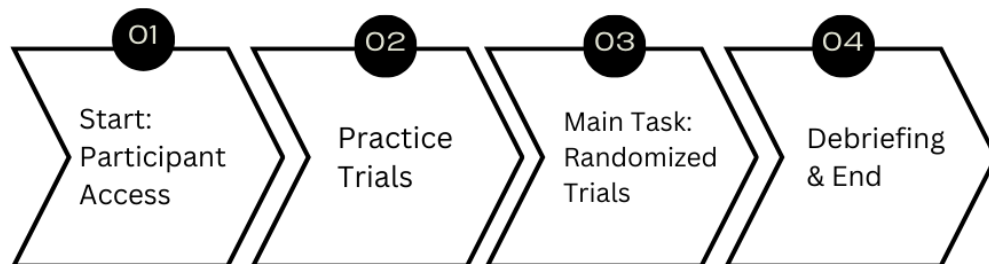 01
Start:
Participant
Access
02
Practice
Trials
03
Main Task:
Randomized
Trials
04
Debriefing
& End